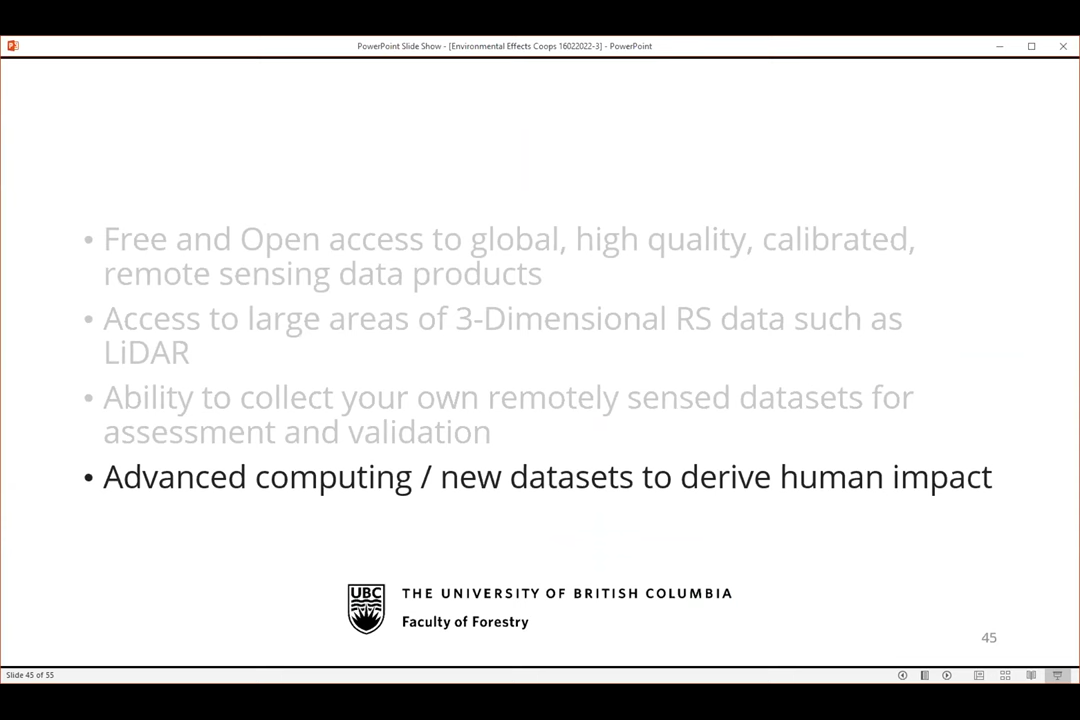 PowerPoint Slide Show - [Environmental Effects Coops 16022022-3] - PowerPoint
• Free and Open access to global, high quality, calibrated,
remote sensing data products
• Access to large areas of 3-Dimensional RS data such as
LiDAR
• Ability to collect your own remotely sensed datasets for
assessment and validation
• Advanced computing / new datasets to derive human impact
UBC
THE UNIVERSITY OF BRITISH COLUMBIA
Faculty of Forestry
45
Slide 45 of 55